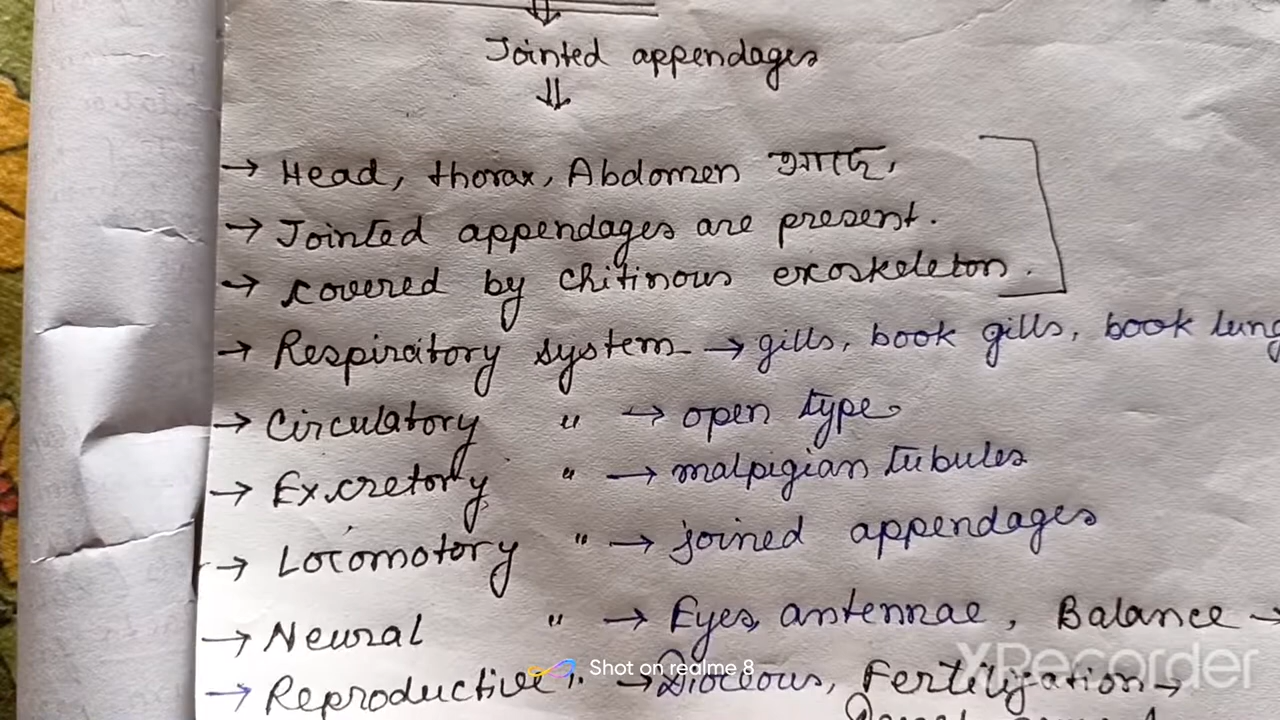 Jointed appendages
→ Head, thorax, Abdomen
→ Jointed appendages are present.
→ covered by chitinous exoskeleton.
→ Respiratory system → gills, book gills, book lung
→ Circulatory " → open type
→ Excretory " → malpigian tubules
→ Locomotory " → joined appendages
→ Neural " → Eyes, antennae, Balance →
→ Reproductive " → Dioceous, Fertilization →
Shot on realme 8
XRecorder